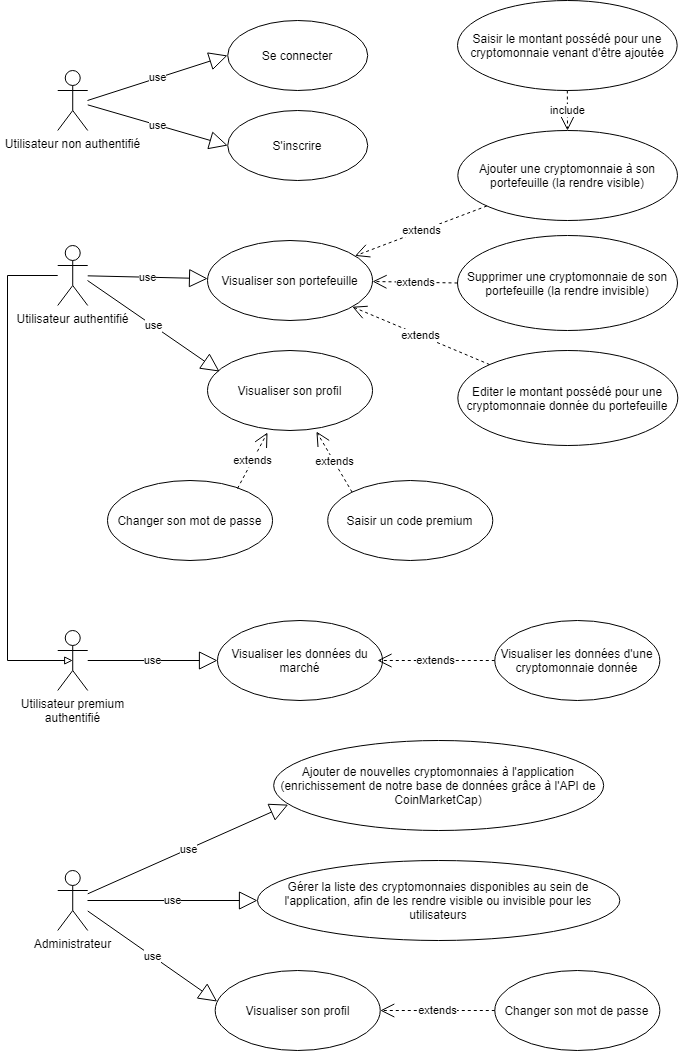 Saisir le montant possédé pour une
cryptomonnaie venant d'être ajoutée
Se connecter
use
include
Utilisateur non authentifié
use
S'inscrire
Ajouter une cryptomonnaie à son
portefeuille (la rendre visible)
extends
Visualiser son portefeuille
use
extends
Supprimer une cryptomonnaie de son
portefeuille (la rendre invisible)
Utilisateur authentifié
use
extends
Visualiser son profil
Editer le montant possédé pour une
cryptomonnaie donnée du portefeuille
extends
extends
Changer son mot de passe
Saisir un code premium
Utilisateur premium
authentifié
use
Visualiser les données du
marché
extends
Visualiser les données d'une
cryptomonnaie donnée
Ajouter de nouvelles cryptomonnaies à l'application
(enrichissement de notre base de données grâce à l'API de
CoinMarketCap)
use
use
Gérer la liste des cryptomonnaies disponibles au sein de
l'application, afin de les rendre visible ou invisible pour les
utilisateurs
Administrateur
use
Visualiser son profil
extends
Changer son mot de passe